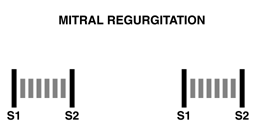 MITRAL REGURGITATION
S1 S2 S1 S2